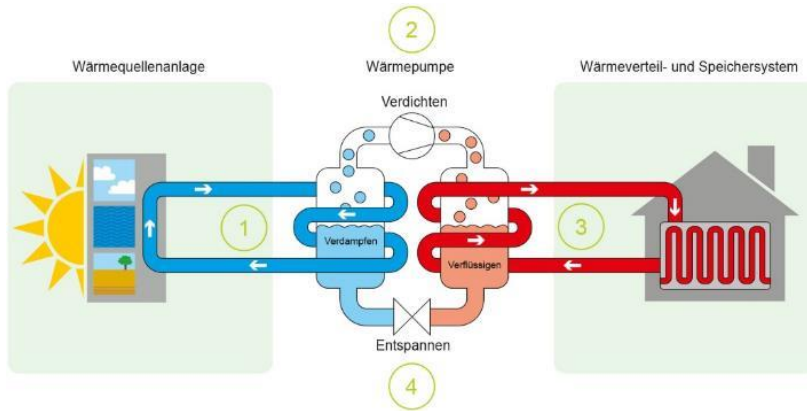 2
Wärmequellenanlage
Wärmepumpe
Wärmeverteil- und Speichersystem
Verdichten
1
Verdampfen
Verflüssigen
3
Entspannen
4